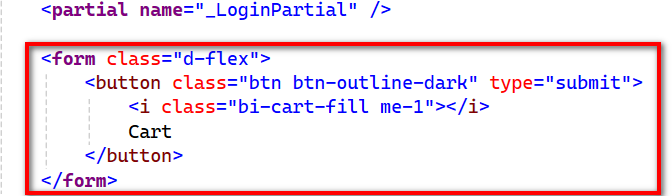 <partial name="_LoginPartial" />
<form class="d-flex">
<button class="btn btn-outline-dark" type="submit">
<i class="bi-cart-fill me-1"></i>
Cart
</button>
</form>